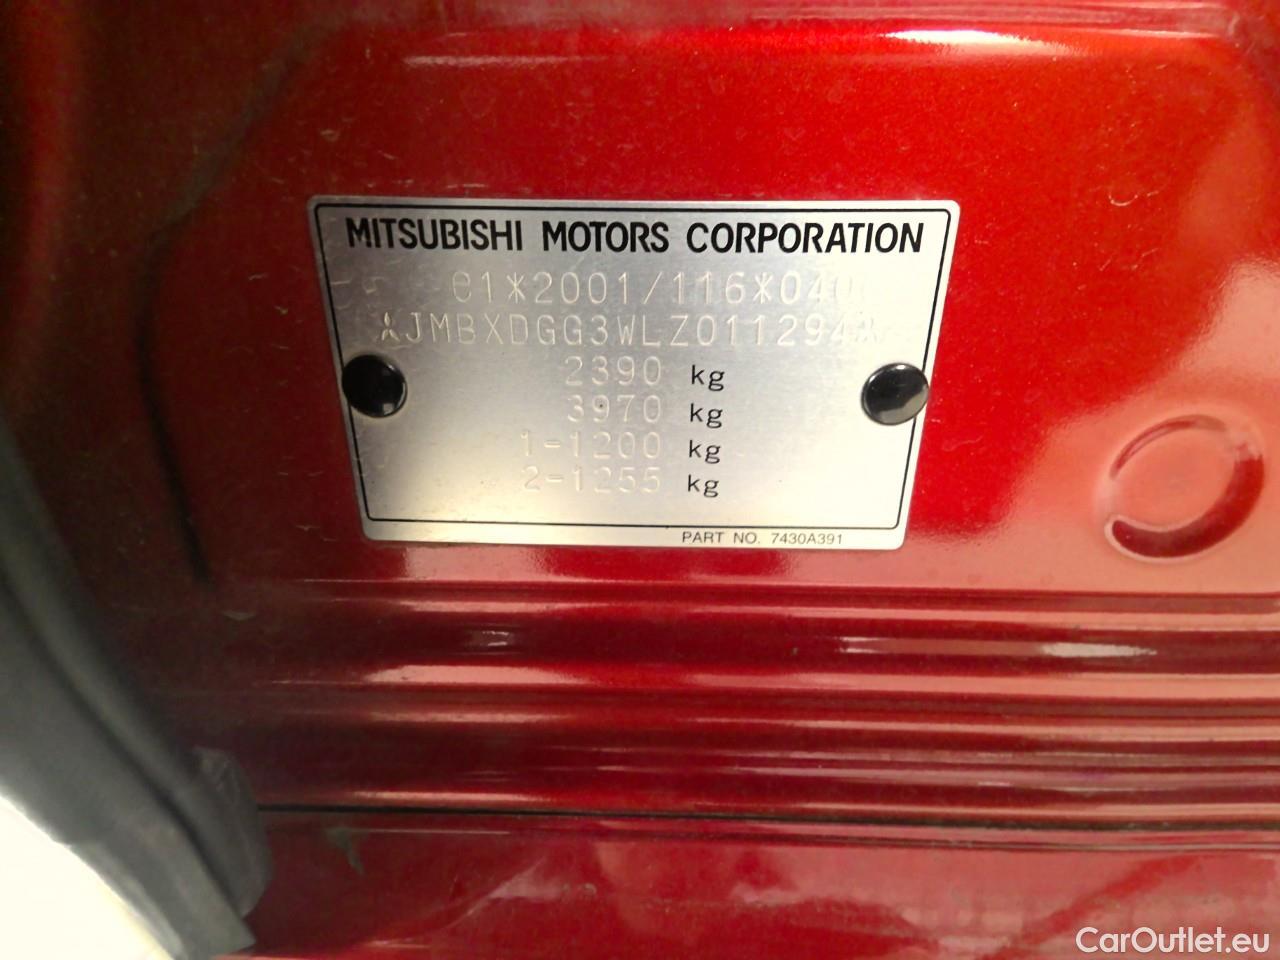 MITSUBISHI MOTORS CORPORATION
e1*2001/116*040
JMBXDGG3WLZ011294
2390 kg
3970 kg
1-1200 kg
2-1255 kg
PART NO. 7430A391
CarOutlet.eu